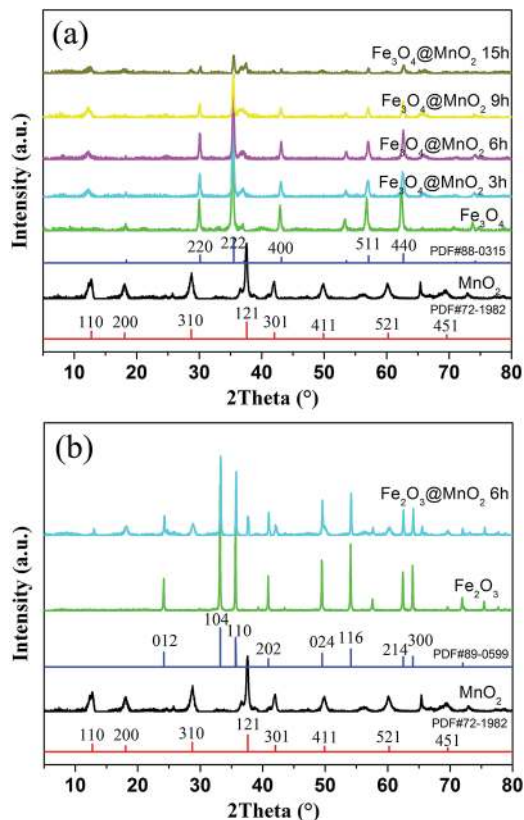 (a)
Fe₃O₄@MnO₂ 15h
Fe₃O₄@MnO₂ 9h
Fe₃O₄@MnO₂ 6h
Fe₃O₄@MnO₂ 3h
Fe₃O₄
220 222 400 511 440
PDF#88-0315
MnO₂
PDF#72-1982
110 200 310 121 301 411 521 451
Intensity (a.u.)
10 20 30 40 50 60 70 80
2Theta (°)
(b)
Fe₂O₃@MnO₂ 6h
Fe₂O₃
012 104 110 202 024 116 214 300
PDF#89-0599
MnO₂
PDF#72-1982
110 200 310 121 301 411 521 451
Intensity (a.u.)
10 20 30 40 50 60 70 80
2Theta (°)